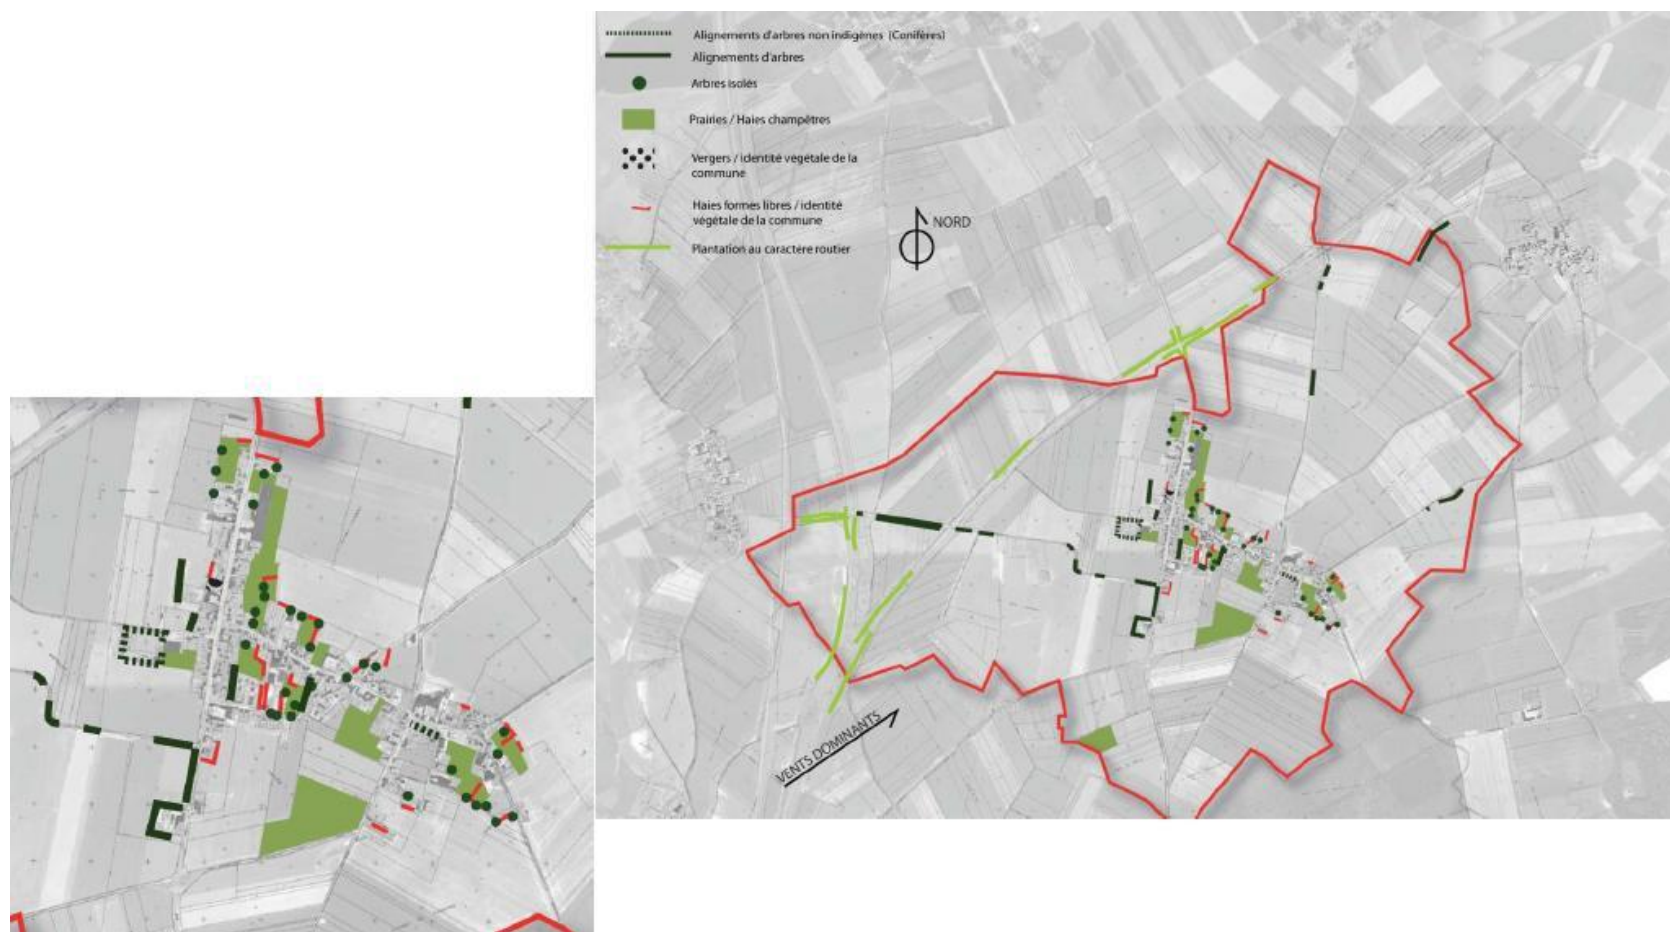 Alignements d'arbres non indigènes (Conifères)
Alignements d'arbres
Arbres isolés
Prairies / Haies champêtres
Vergers / identité végétale de la
commune
Haies formes libres / identité
végétale de la commune
Plantation au caractère routier
NORD
VENTS DOMINANTS